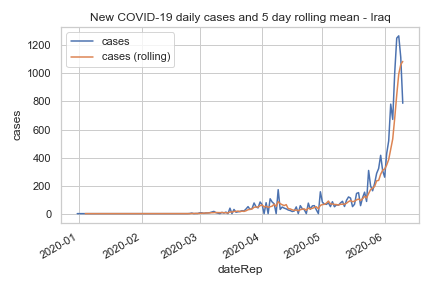 New COVID-19 daily cases and 5 day rolling mean - Iraq
cases
cases (rolling)
1200
1000
800
600
400
200
0
cases
2020-01
2020-02
2020-03
2020-04
2020-05
2020-06
dateRep